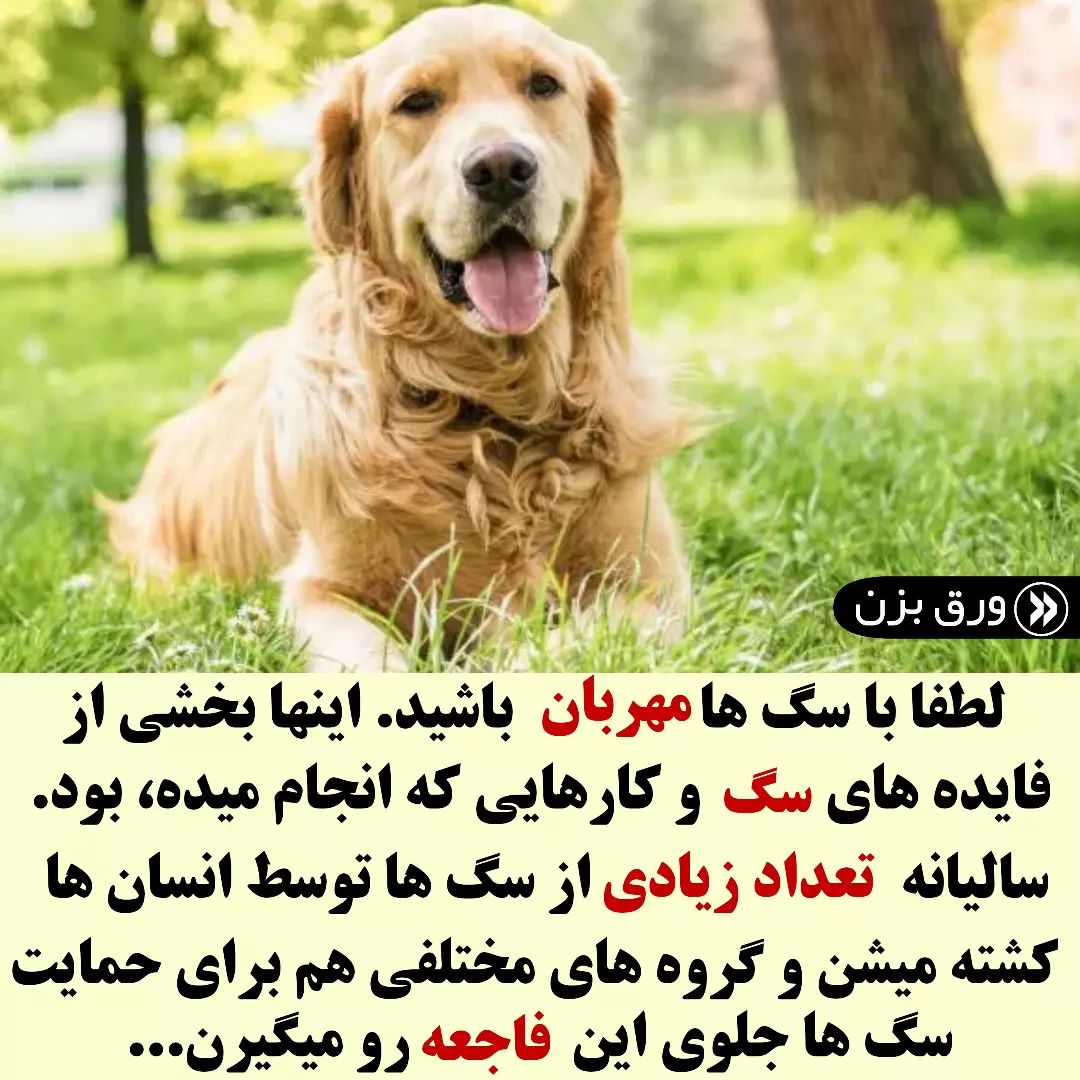 ورق بزن
لطفا با سگ ها مهربان باشید. اینها بخشی از
فایده های سگ و کارهایی که انجام میده، بود.
سالیانه تعداد زیادی از سگ ها توسط انسان ها
کشته میشن و گروه های مختلفی هم برای حمایت
سگ ها جلوی این فاجعه رو میگیرن...